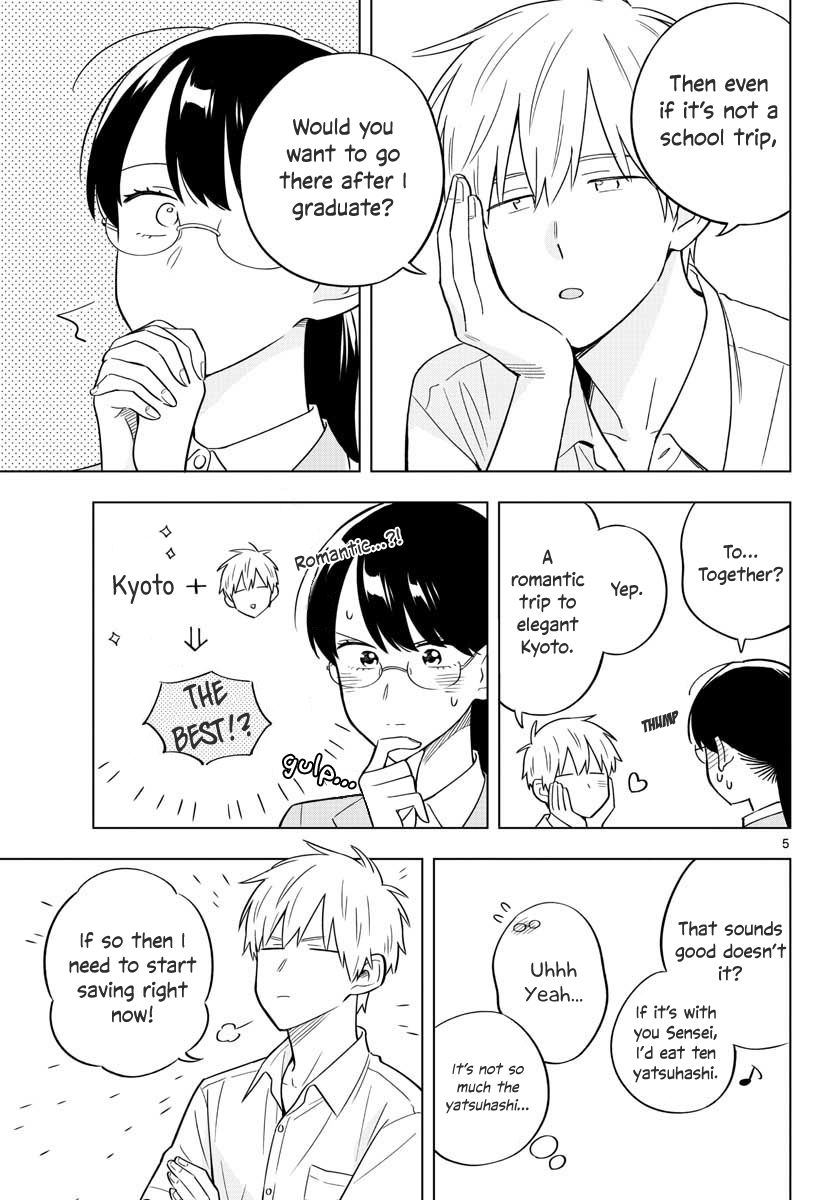 Then even
if it's not a
school trip,
Would you
want to go
there after I
graduate?
To...
Together?
Yep.
A
romantic
trip to
elegant
Kyoto.
THUMP
Romantic...?!
Kyoto +
THE
BEST!?
gulp...
5
That sounds
good doesn't
it?
If it's with
you Sensei,
I'd eat ten
yatsuhashi.
Uhhh
Yeah...
It's not so
much the
yatsuhashi...
If so then I
need to start
saving right
now!